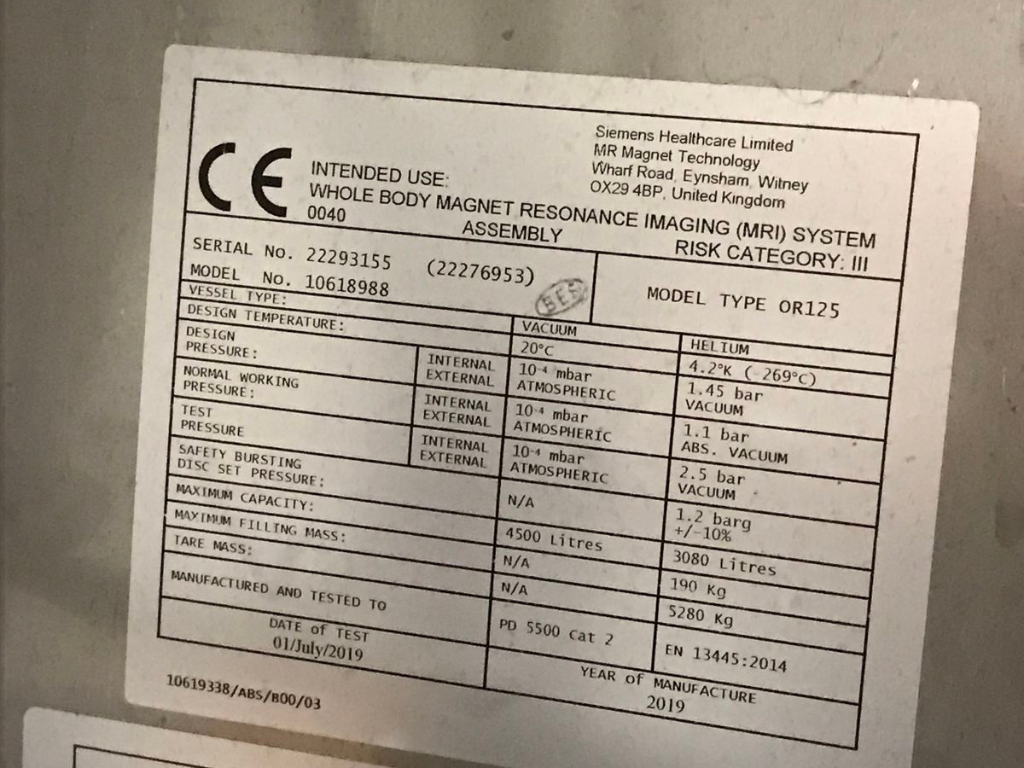 Siemens Healthcare Limited
MR Magnet Technology
Wharf Road, Eynsham, Witney
OX29 4BP, United Kingdom
CE
INTENDED USE:
WHOLE BODY MAGNET RESONANCE IMAGING (MRI) SYSTEM
0040
ASSEMBLY
RISK CATEGORY: III
SERIAL No. 22293155 (22276953)
MODEL No. 10618988
BES
MODEL TYPE OR125
VESSEL TYPE: VACUUM HELIUM
DESIGN TEMPERATURE: 20°C 4.2°K (-269°C)
DESIGN INTERNAL 10⁻⁴ mbar 1.45 bar
PRESSURE: EXTERNAL ATMOSPHERIC VACUUM
NORMAL WORKING INTERNAL 10⁻⁴ mbar 1.1 bar
PRESSURE: EXTERNAL ATMOSPHERIC ABS. VACUUM
TEST INTERNAL 10⁻⁴ mbar 2.5 bar
PRESSURE EXTERNAL ATMOSPHERIC VACUUM
SAFETY BURSTING N/A 1.2 barg
DISC SET PRESSURE: +/-10%
MAXIMUM CAPACITY: 4500 Litres 3080 Litres
MAXIMUM FILLING MASS: N/A 190 Kg
TARE MASS: N/A 5280 Kg
MANUFACTURED AND TESTED TO PD 5500 Cat 2 EN 13445:2014
DATE of TEST
01/July/2019
YEAR of MANUFACTURE
2019
10619338/ABS/B00/03